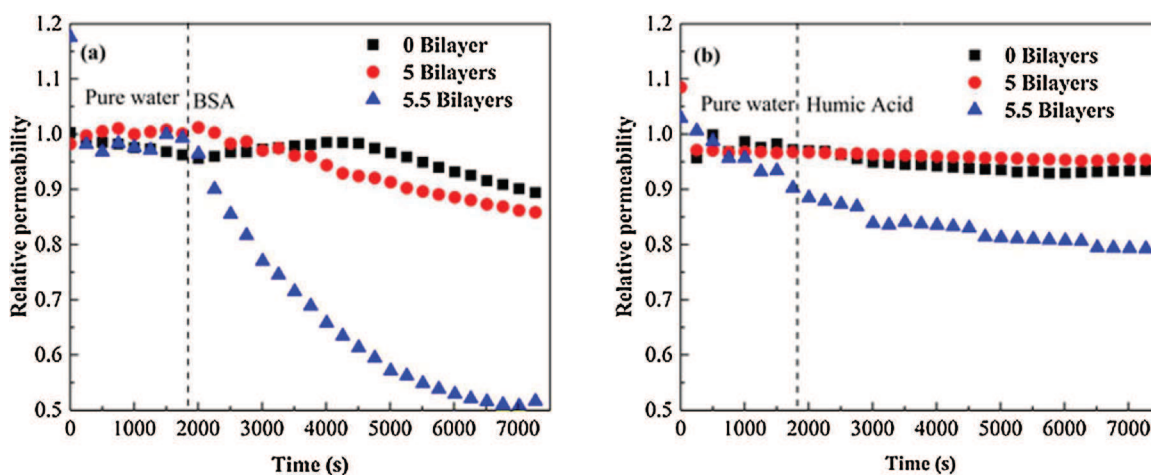 (a)
0 Bilayer
5 Bilayers
5.5 Bilayers
Pure water
BSA
Relative permeability
1.2
1.1
1.0
0.9
0.8
0.7
0.6
0.5
0 1000 2000 3000 4000 5000 6000 7000
Time (s)
(b)
0 Bilayers
5 Bilayers
5.5 Bilayers
Pure water
Humic Acid
Relative permeability
1.2
1.1
1.0
0.9
0.8
0.7
0.6
0.5
0 1000 2000 3000 4000 5000 6000 7000
Time (s)